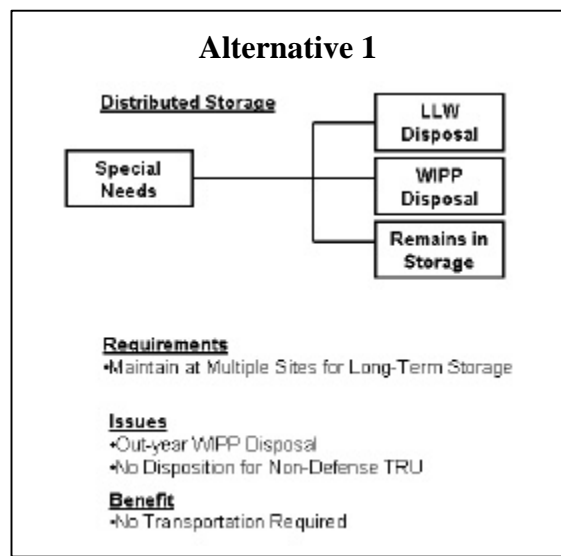 Alternative 1
Distributed Storage
LLW
Disposal
Special
Needs
WIPP
Disposal
Remains in
Storage
Requirements
•Maintain at Multiple Sites for Long-Term Storage
Issues
•Out-year WIPP Disposal
•No Disposition for Non-Defense TRU
Benefit
•No Transportation Required